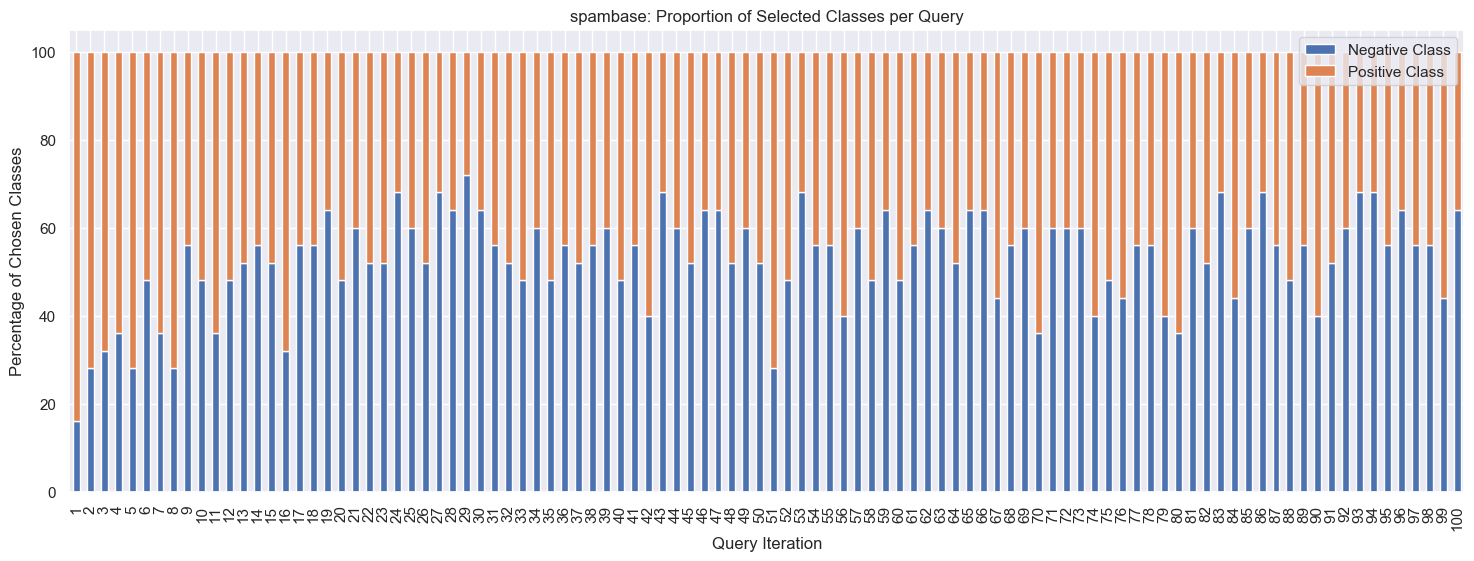 spambase: Proportion of Selected Classes per Query
Negative Class
Positive Class
Percentage of Chosen Classes
100
80
60
40
20
0
1 2 3 4 5 6 7 8 9 10 11 12 13 14 15 16 17 18 19 20 21 22 23 24 25 26 27 28 29 30 31 32 33 34 35 36 37 38 39 40 41 42 43 44 45 46 47 48 49 50 51 52 53 54 55 56 57 58 59 60 61 62 63 64 65 66 67 68 69 70 71 72 73 74 75 76 77 78 79 80 81 82 83 84 85 86 87 88 89 90 91 92 93 94 95 96 97 98 99 100
Query Iteration